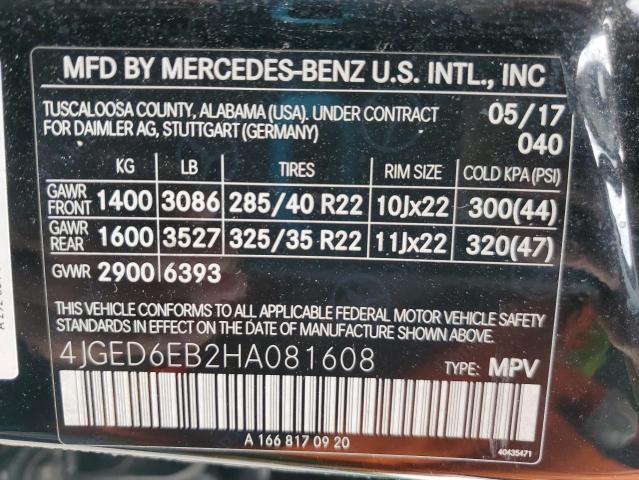 MFD BY MERCEDES-BENZ U.S. INTL., INC
TUSCALOOSA COUNTY, ALABAMA (USA). UNDER CONTRACT 05/17
FOR DAIMLER AG, STUTTGART (GERMANY) 040
KG LB TIRES RIM SIZE COLD KPA (PSI)
GAWR FRONT 1400 3086 285/40 R22 10Jx22 300(44)
GAWR REAR 1600 3527 325/35 R22 11Jx22 320(47)
GVWR 2900 6393
THIS VEHICLE CONFORMS TO ALL APPLICABLE FEDERAL MOTOR VEHICLE SAFETY
STANDARDS IN EFFECT ON THE DATE OF MANUFACTURE SHOWN ABOVE.
4JGED6EB2HA081608 TYPE: MPV
A 166 817 09 20
40435471